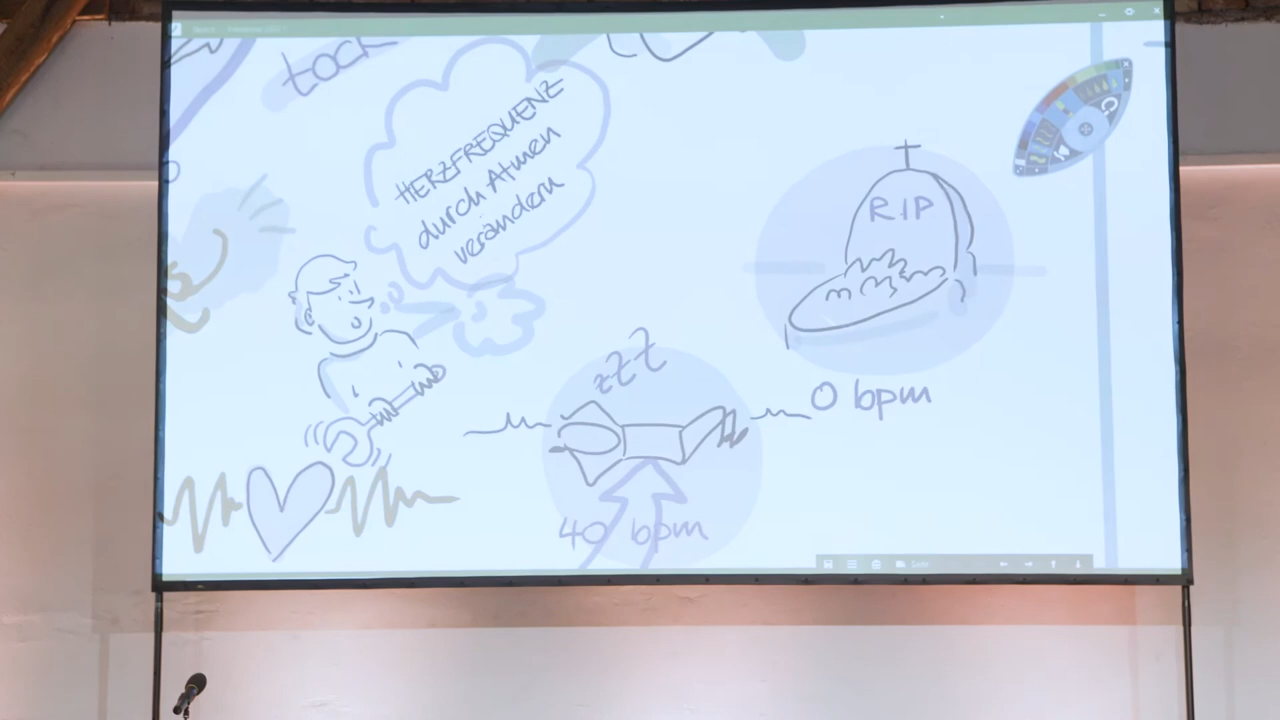 tock
HERZFREQUENZ
durch Atmen
verändern
RIP
zZZ
0 bpm
40 bpm